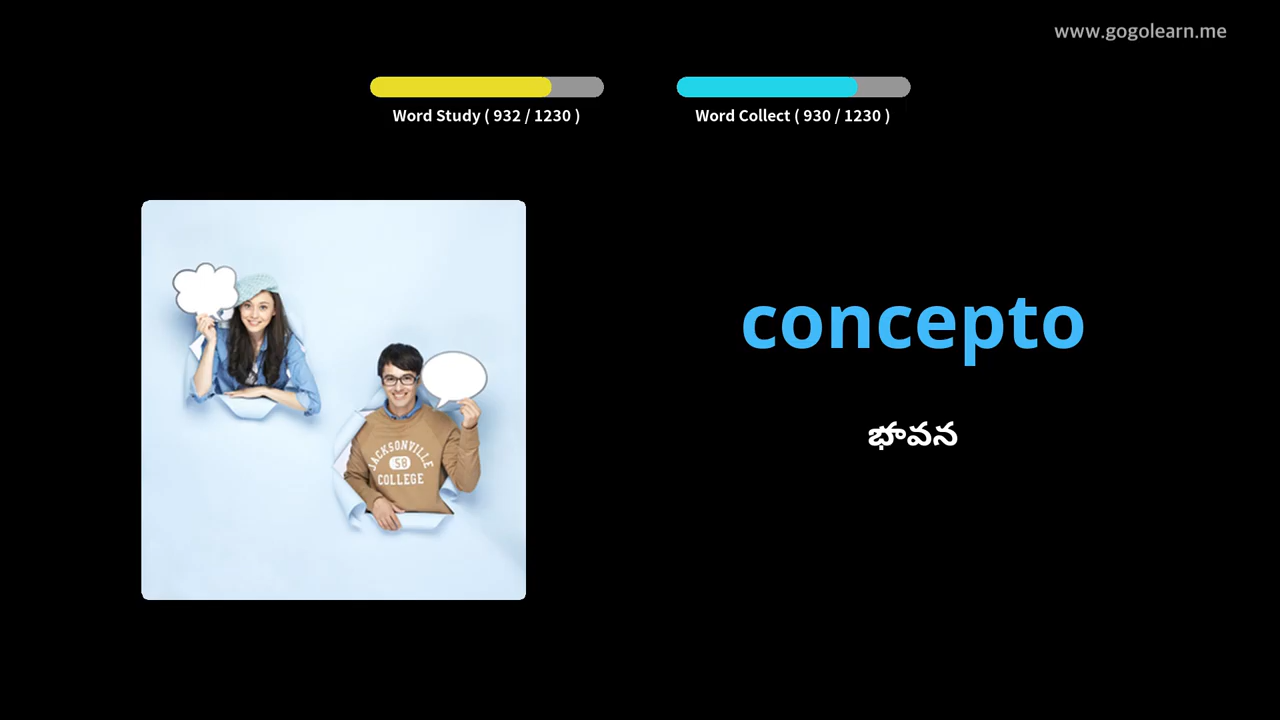 www.gogolearn.me
Word Study ( 932 / 1230 )
Word Collect ( 930 / 1230 )
concepto
భావన
JACKSONVILLE
58
COLLEGE